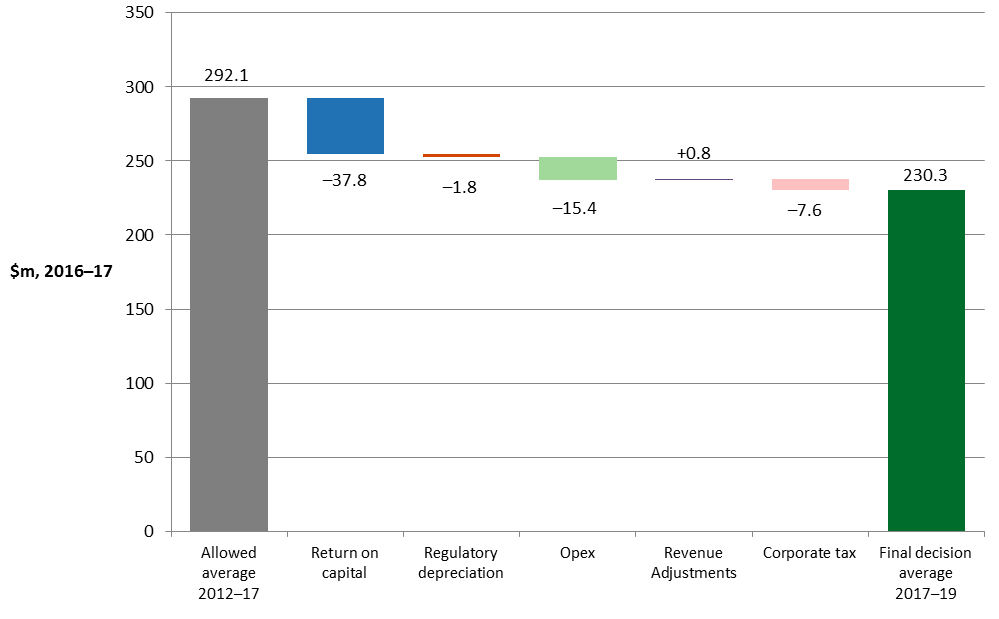 350
300
250
200
150
100
50
0
$m, 2016–17
292.1
–37.8
–1.8
–15.4
+0.8
–7.6
230.3
Allowed
average
2012–17
Return on
capital
Regulatory
depreciation
Opex
Revenue
Adjustments
Corporate tax
Final decision
average
2017–19